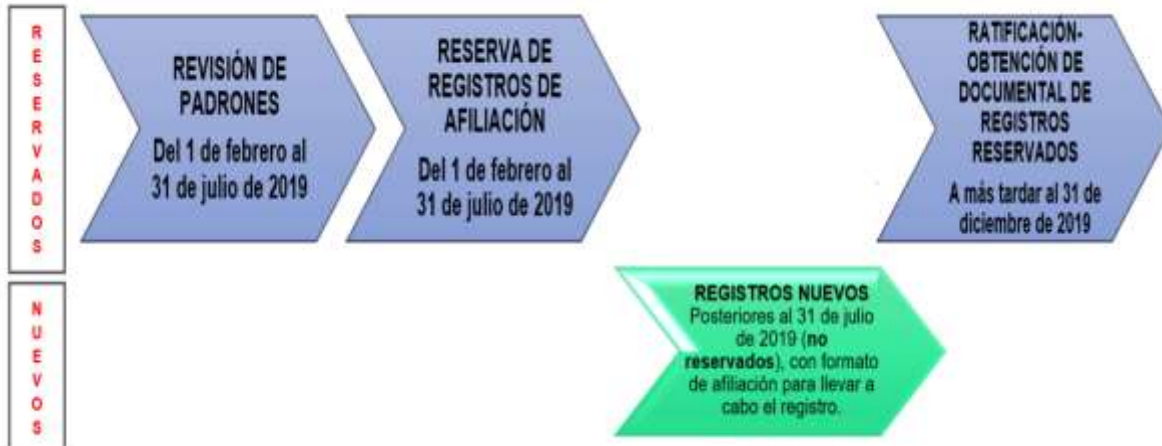 RESERVADOS
REVISIÓN DE
PADRONES
Del 1 de febrero al
31 de julio de 2019
RESERVA DE
REGISTROS DE
AFILIACIÓN
Del 1 de febrero al
31 de julio de 2019
RATIFICACIÓN-
OBTENCIÓN DE
DOCUMENTAL DE
REGISTROS
RESERVADOS
A más tardar al 31 de
diciembre de 2019
NUEVOS
REGISTROS NUEVOS
Posteriores al 31 de julio
de 2019 (no
reservados), con formato
de afiliación para llevar a
cabo el registro.